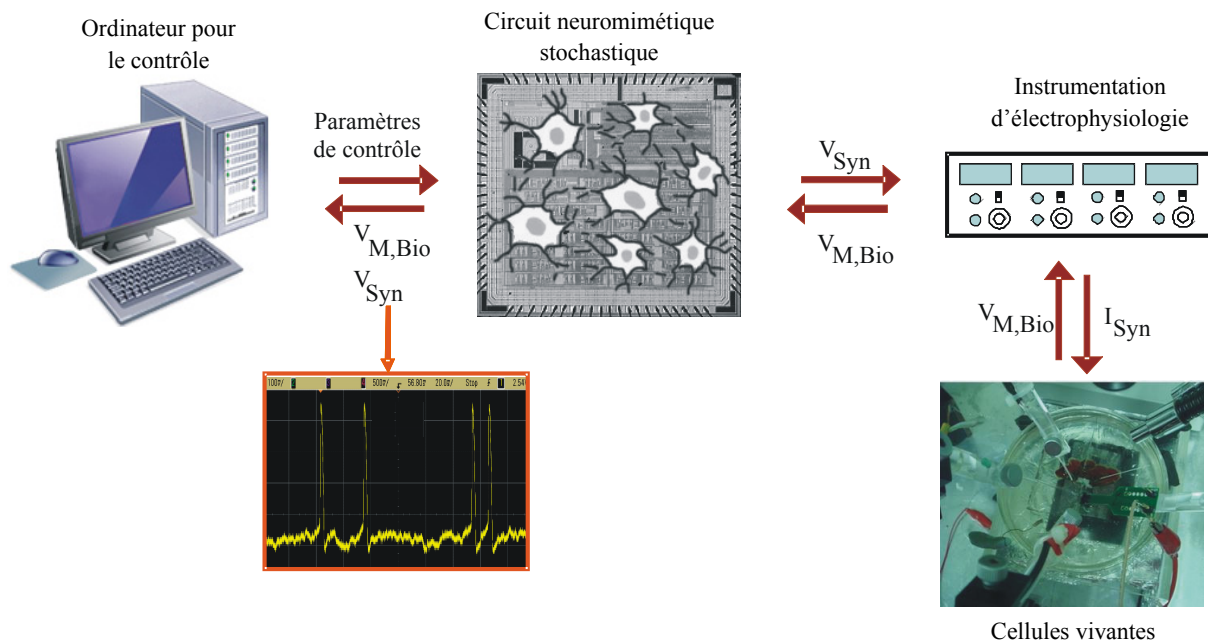 Ordinateur pour
le contrôle
Circuit neuromimétique
stochastique
Instrumentation
d'électrophysiologie
Paramètres
de contrôle
V_M,Bio
V_Syn
V_Syn
V_M,Bio
V_M,Bio
I_Syn
Stop
Cellules vivantes